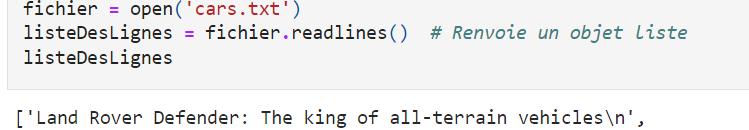 fichier = open('cars.txt')
listeDesLignes = fichier.readlines()  # Renvoie un objet liste
listeDesLignes
['Land Rover Defender: The king of all-terrain vehicles\n',